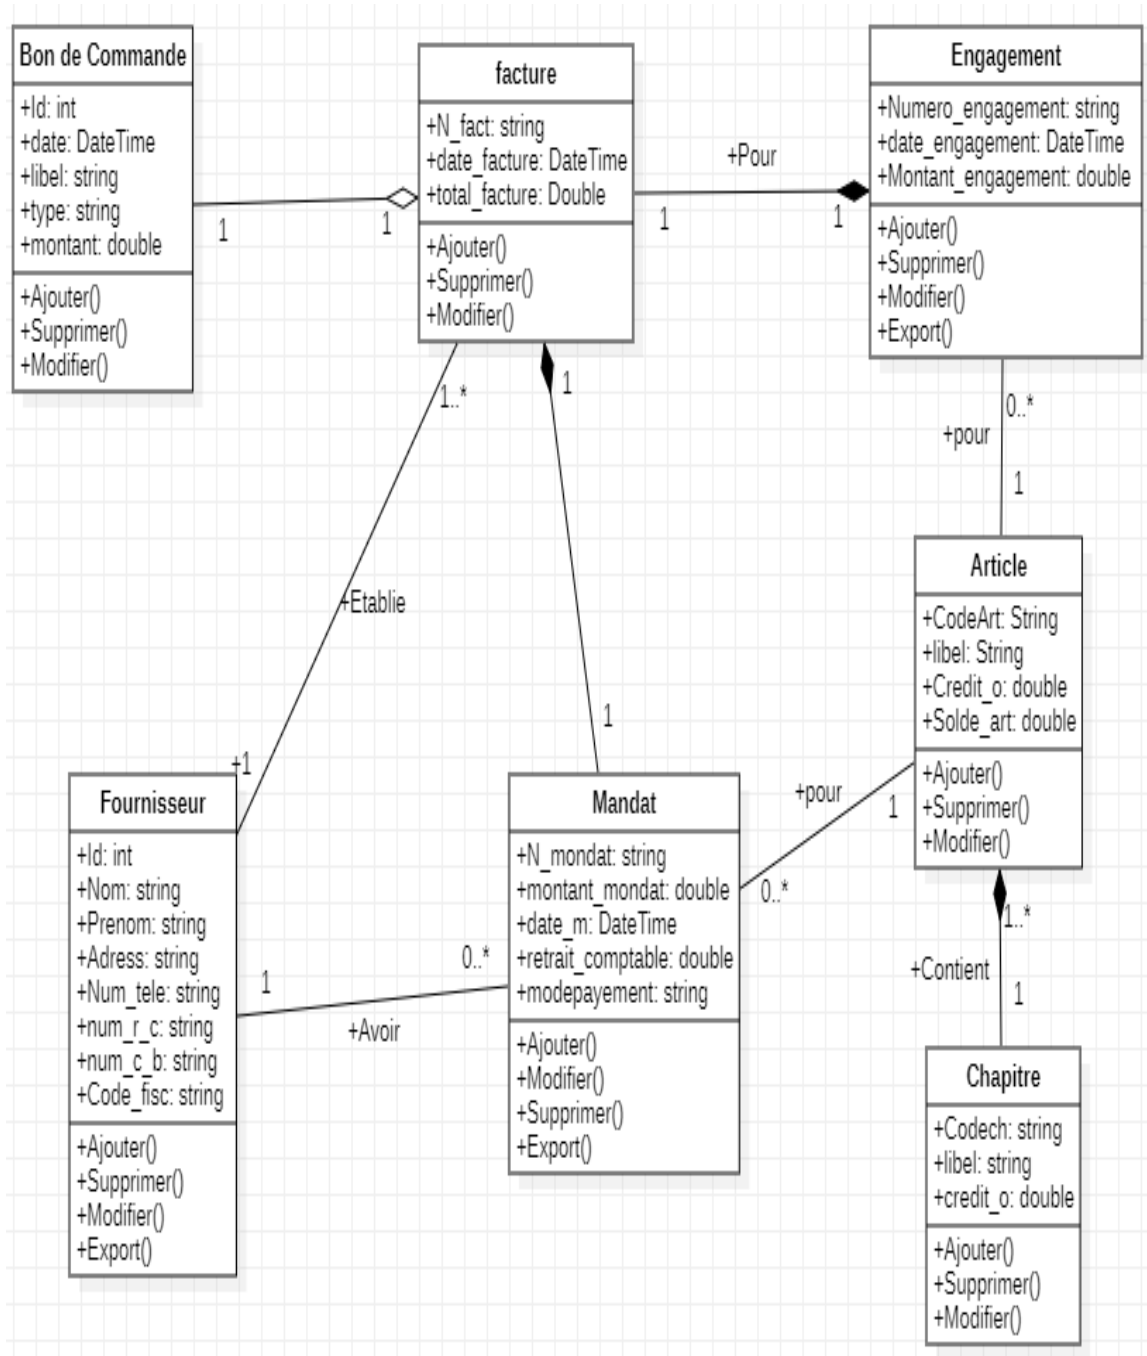 Bon de Commande
+Id: int
+date: DateTime
+libel: string
+type: string
+montant: double
+Ajouter()
+Supprimer()
+Modifier()
1
1
facture
+N_fact: string
+date_facture: DateTime
+total_facture: Double
+Ajouter()
+Supprimer()
+Modifier()
+Pour
1
1
Engagement
+Numero_engagement: string
+date_engagement: DateTime
+Montant_engagement: double
+Ajouter()
+Supprimer()
+Modifier()
+Export()
1..*
+Etablie
+1
1
1
0..*
+pour
1
Article
+CodeArt: String
+libel: String
+Credit_o: double
+Solde_art: double
+Ajouter()
+Supprimer()
+Modifier()
Fournisseur
+Id: int
+Nom: string
+Prenom: string
+Adress: string
+Num_tele: string
+num_r_c: string
+num_c_b: string
+Code_fisc: string
+Ajouter()
+Supprimer()
+Modifier()
+Export()
1
0..*
+Avoir
Mandat
+N_mondat: string
+montant_mondat: double
+date_m: DateTime
+retrait_comptable: double
+modepayement: string
+Ajouter()
+Modifier()
+Supprimer()
+Export()
+pour
1
0..*
1..*
+Contient
1
Chapitre
+Codech: string
+libel: string
+credit_o: double
+Ajouter()
+Supprimer()
+Modifier()